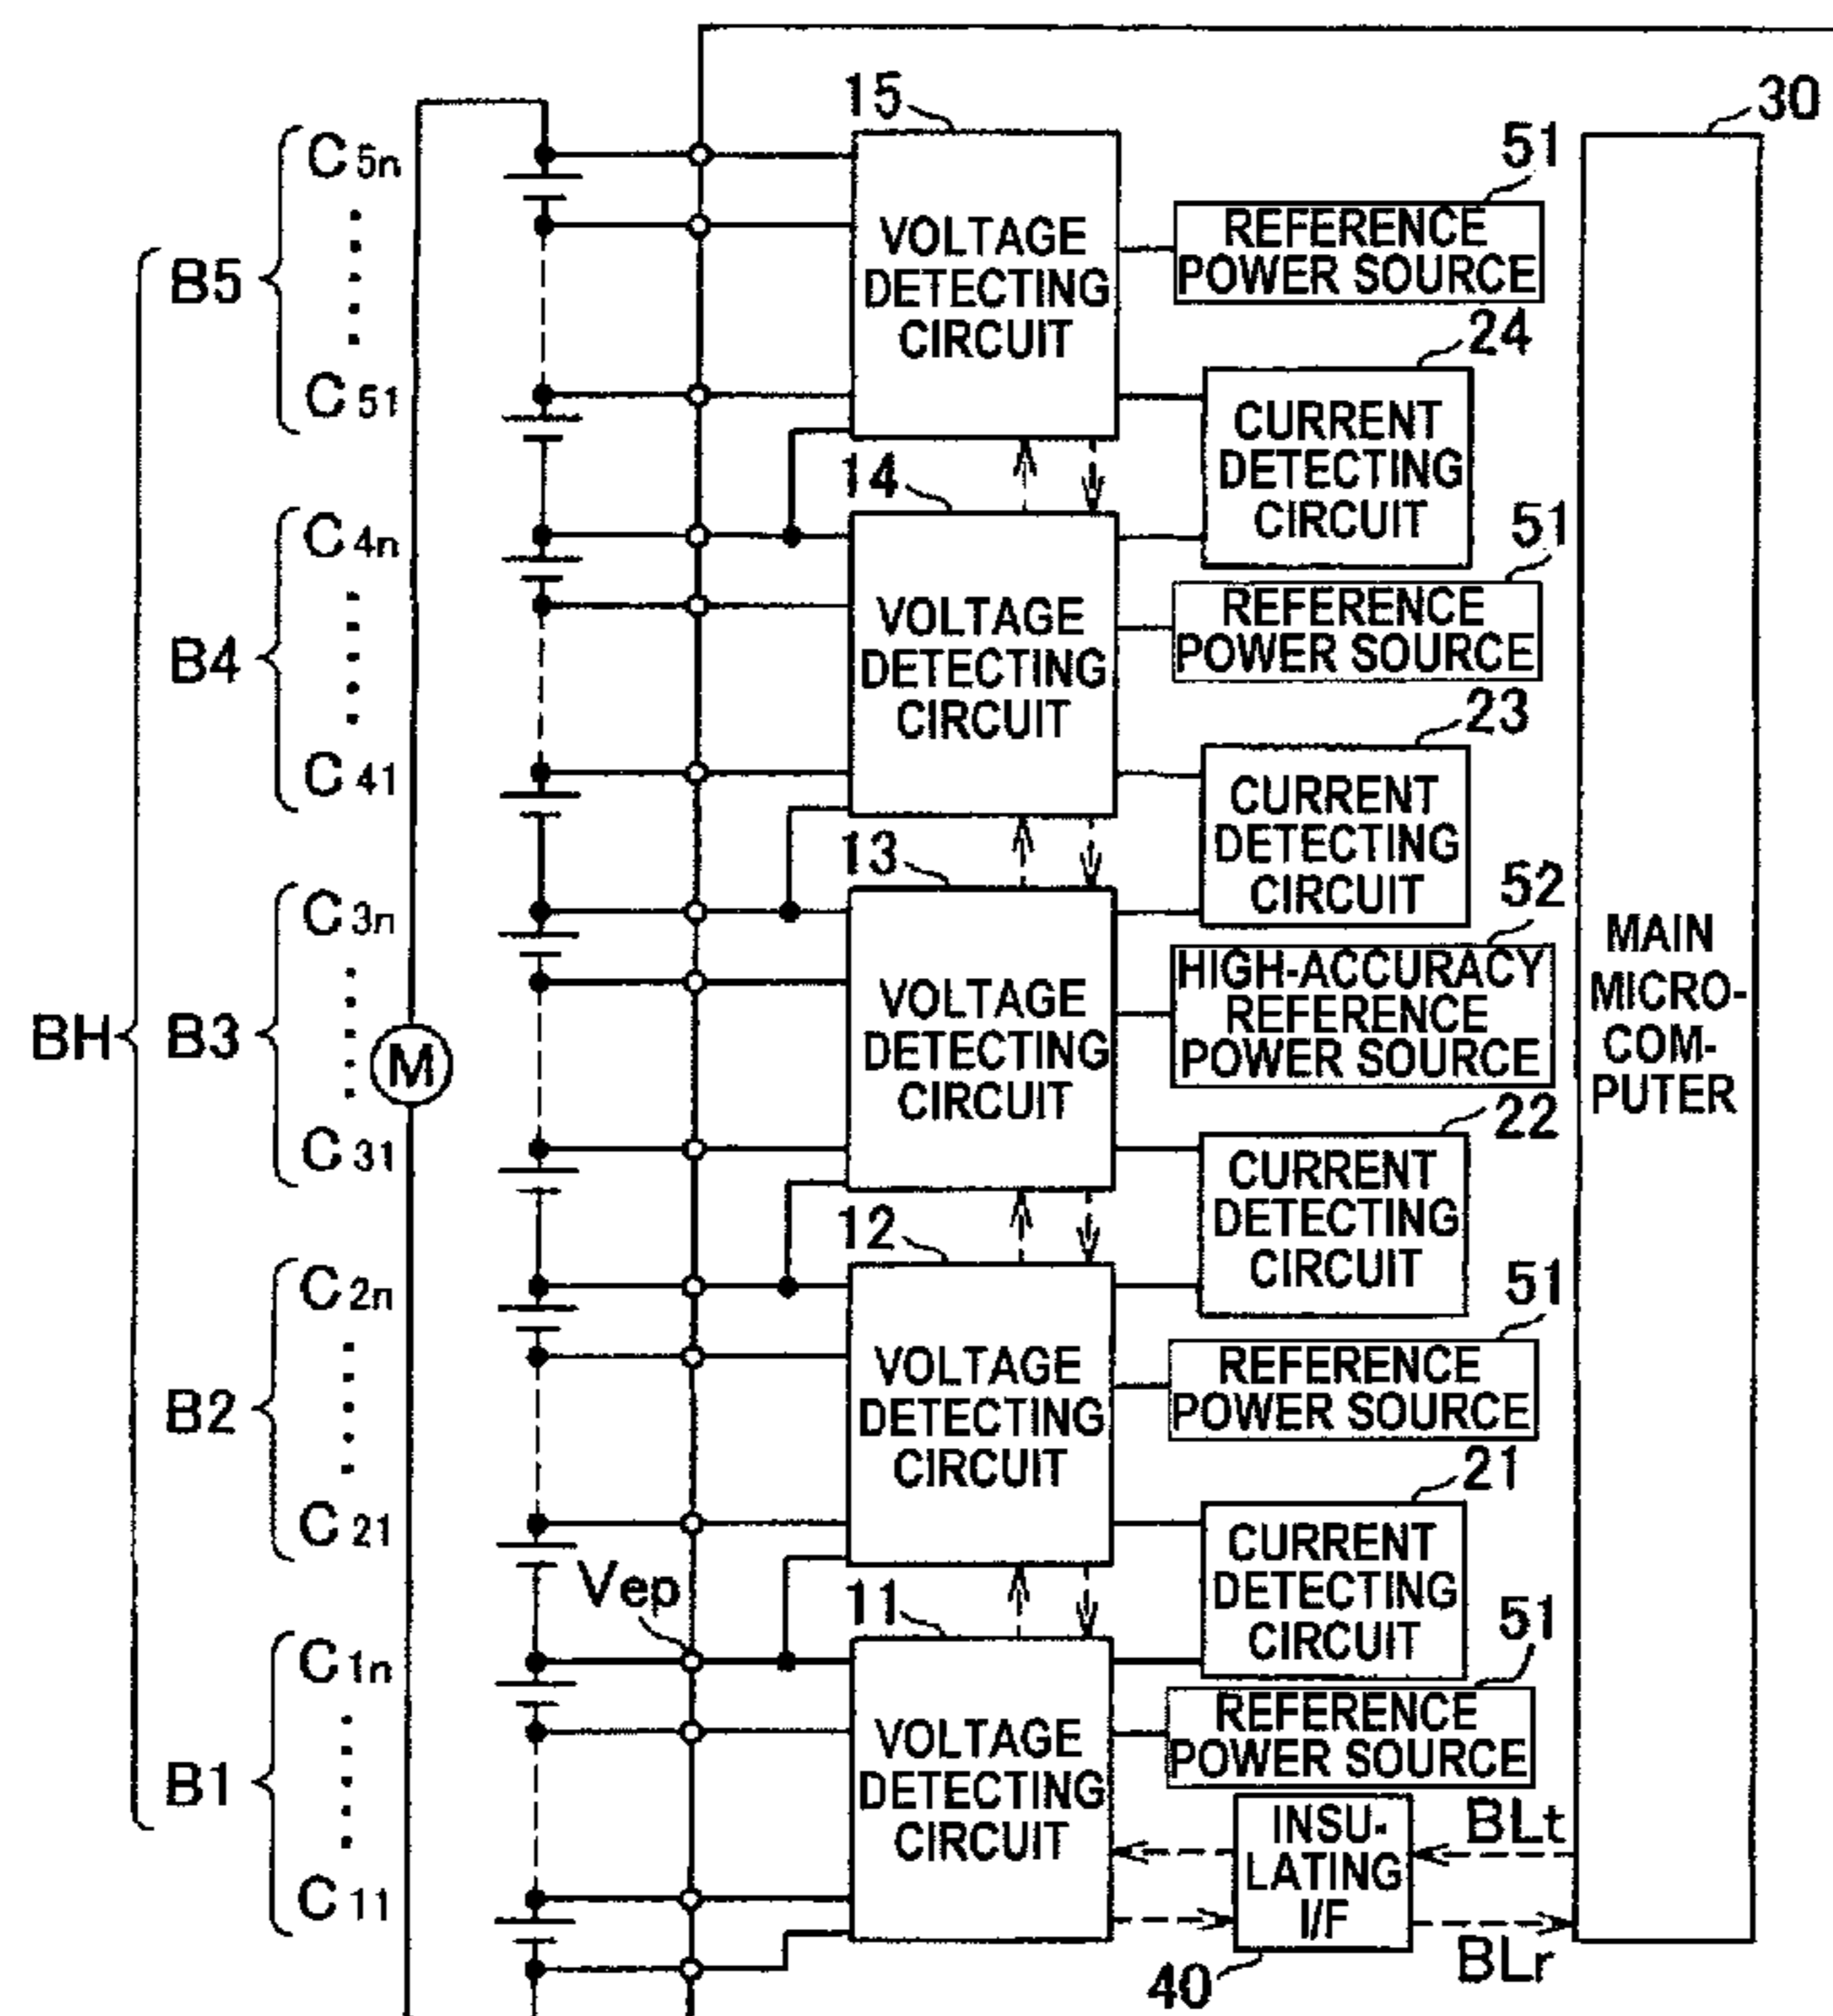 15
30
C5n
51
VOLTAGE
DETECTING
CIRCUIT
REFERENCE
POWER SOURCE
B5
24
C51
CURRENT
DETECTING
CIRCUIT
14
C4n
51
VOLTAGE
DETECTING
CIRCUIT
REFERENCE
POWER SOURCE
B4
23
C41
CURRENT
DETECTING
CIRCUIT
13
52
C3n
HIGH-ACCURACY
REFERENCE
POWER SOURCE
MAIN
MICRO-
COM-
PUTER
VOLTAGE
DETECTING
CIRCUIT
BH
B3
M
22
C31
CURRENT
DETECTING
CIRCUIT
12
C2n
51
VOLTAGE
DETECTING
CIRCUIT
REFERENCE
POWER SOURCE
B2
21
C21
CURRENT
DETECTING
CIRCUIT
Vep
11
51
C1n
REFERENCE
POWER SOURCE
VOLTAGE
DETECTING
CIRCUIT
B1
INSU-
LATING
I/F
BLt
C11
BLr
40